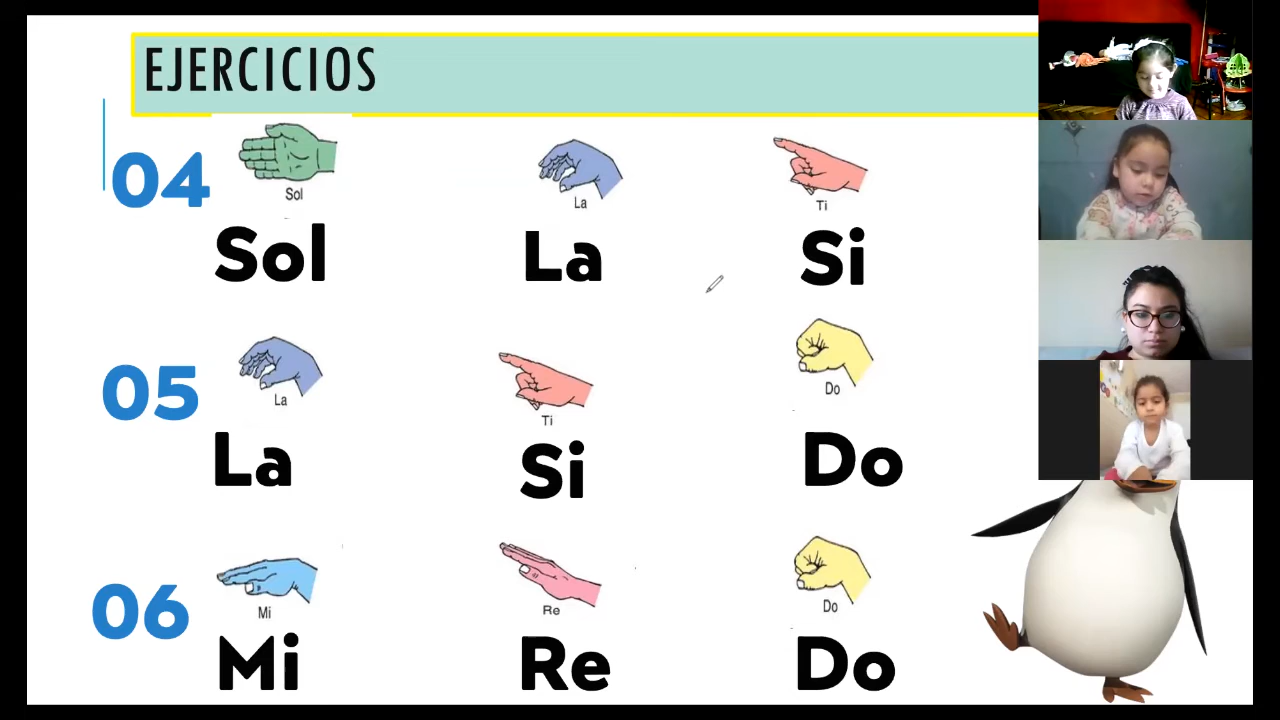 EJERCICIOS
04
Sol La Ti
Sol La Si
05
La Ti Do
La Si Do
06
Mi Re Do
Mi Re Do